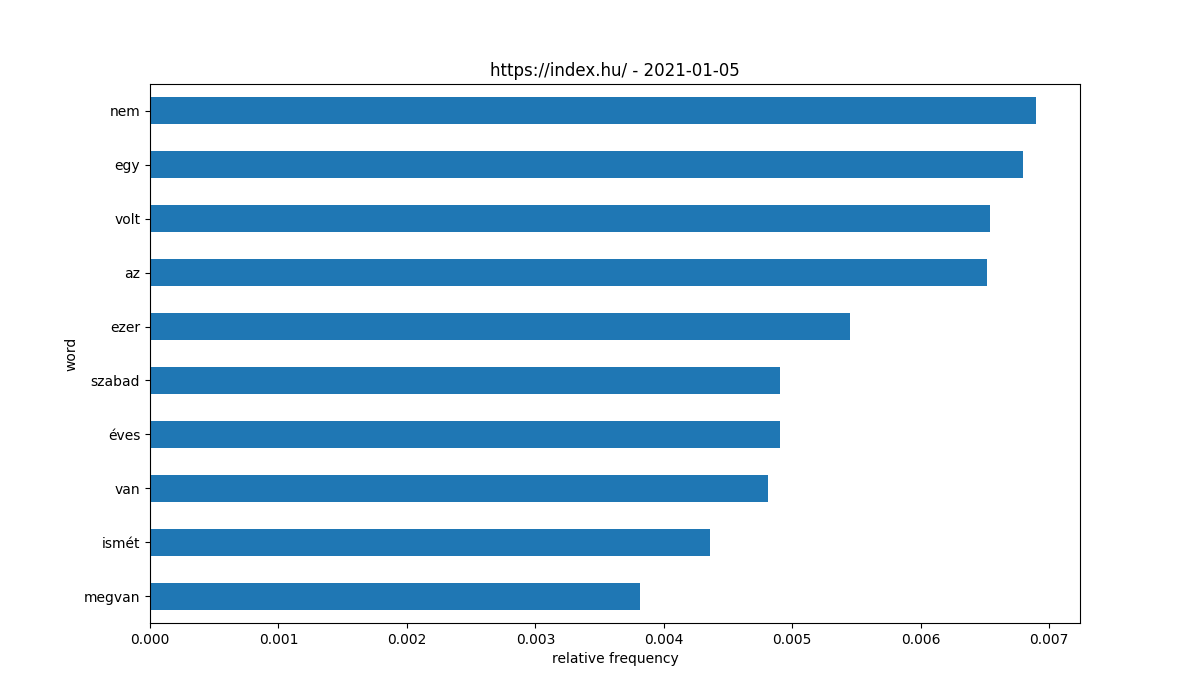 https://index.hu/ - 2021-01-05
word
nem
egy
volt
az
ezer
szabad
éves
van
ismét
megvan
0.000 0.001 0.002 0.003 0.004 0.005 0.006 0.007
relative frequency